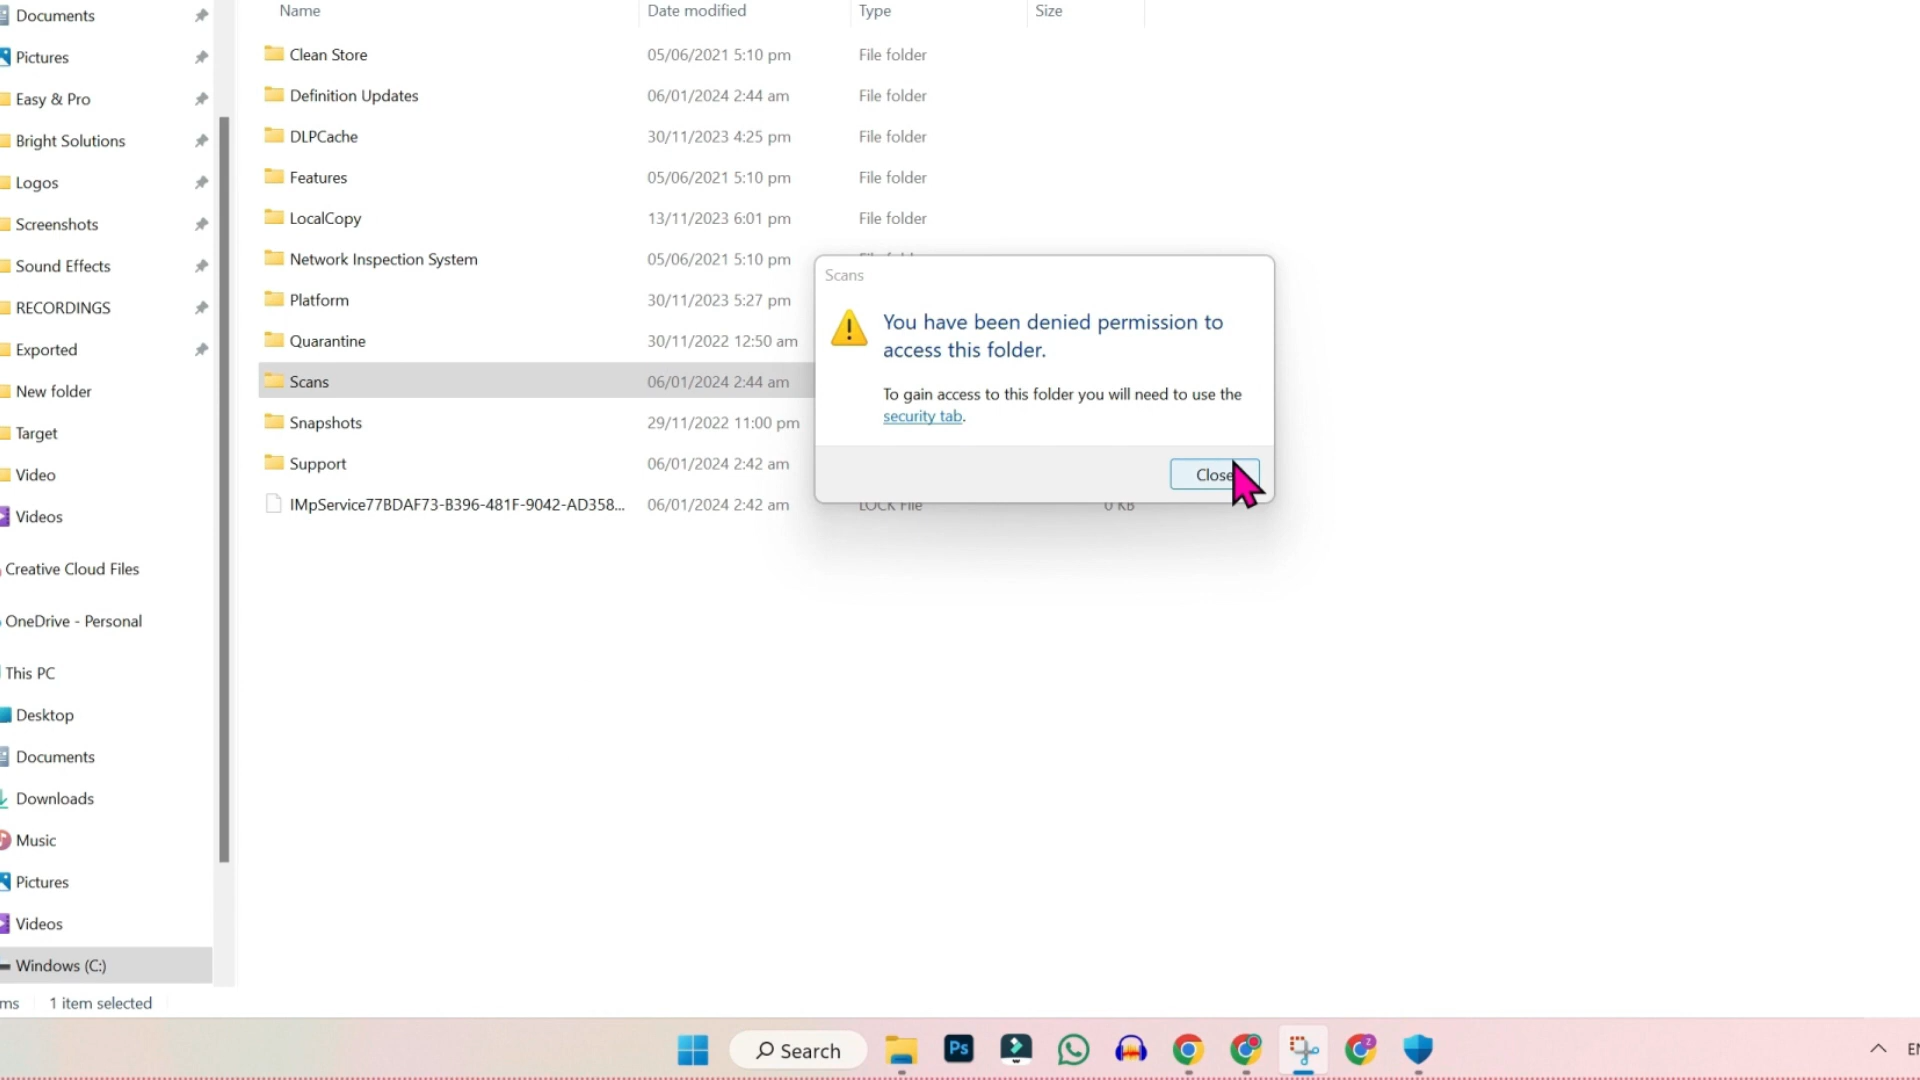 Name Date modified Type Size
Documents
Pictures
Easy & Pro
Bright Solutions
Logos
Screenshots
Sound Effects
RECORDINGS
Exported
New folder
Target
Video
Videos
Creative Cloud Files
OneDrive - Personal
This PC
Desktop
Documents
Downloads
Music
Pictures
Videos
Windows (C:)
Clean Store 05/06/2021 5:10 pm File folder
Definition Updates 06/01/2024 2:44 am File folder
DLPCache 30/11/2023 4:25 pm File folder
Features 05/06/2021 5:10 pm File folder
LocalCopy 13/11/2023 6:01 pm File folder
Network Inspection System 05/06/2021 5:10 pm
Platform 30/11/2023 5:27 pm
Quarantine 30/11/2022 12:50 am
Scans 06/01/2024 2:44 am
Snapshots 29/11/2022 11:00 pm
Support 06/01/2024 2:42 am
IMpService77BDAF73-B396-481F-9042-AD358... 06/01/2024 2:42 am LOCK File 0 KB
Scans
You have been denied permission to
access this folder.
To gain access to this folder you will need to use the
security tab.
Close
ms 1 item selected
Search
Ps